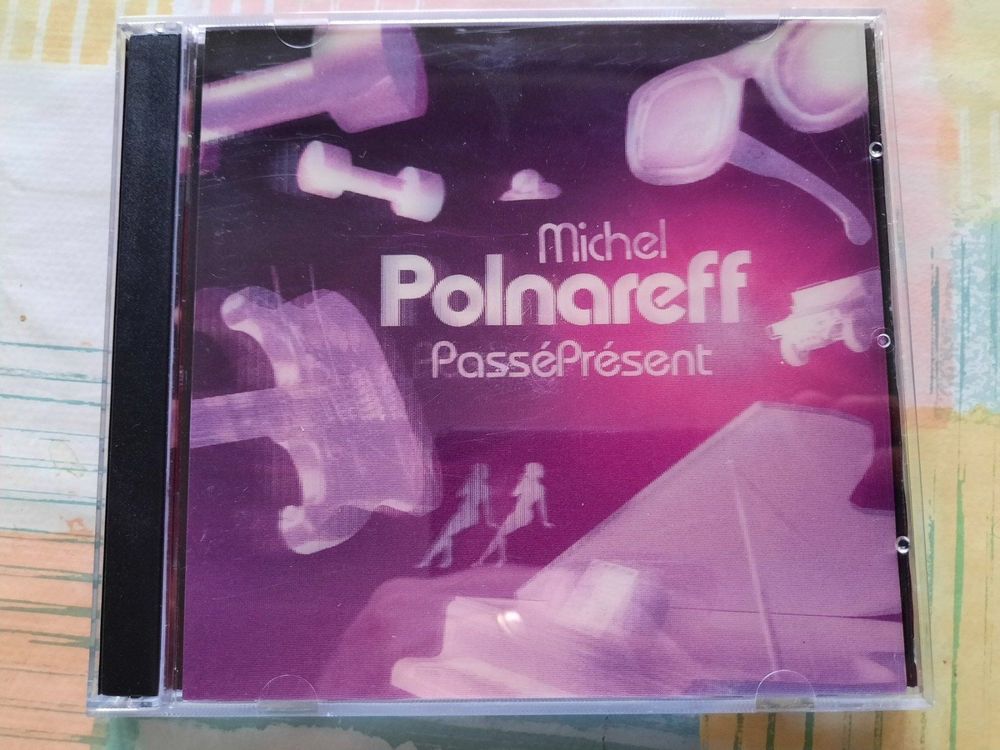 Michel
Polnareff
PasséPrésent